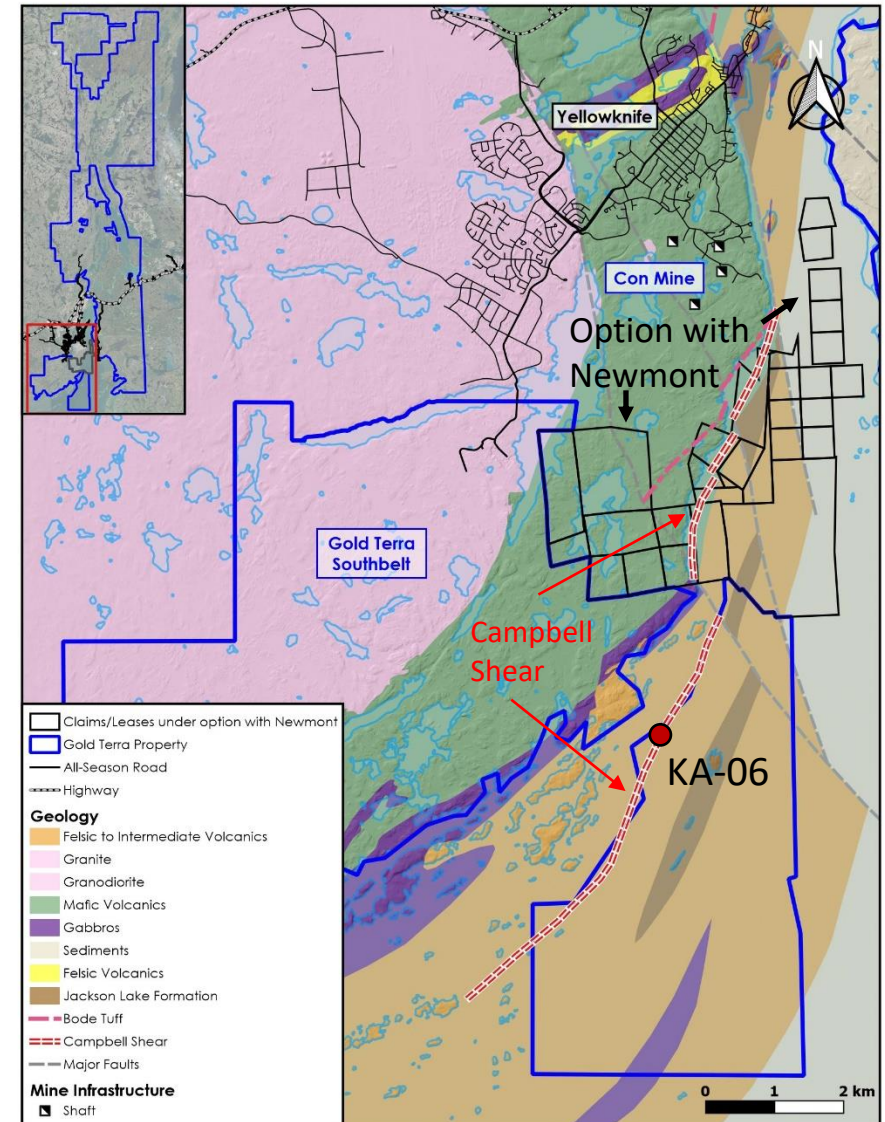 N
Yellowknife
Con Mine
Option with
Newmont
Gold Terra
Southbelt
Campbell
Shear
KA-06
Claims/Leases under option with Newmont
Gold Terra Property
All-Season Road
Highway
Geology
Felsic to Intermediate Volcanics
Granite
Granodiorite
Mafic Volcanics
Gabbros
Sediments
Felsic Volcanics
Jackson Lake Formation
Bode Tuff
Campbell Shear
Major Faults
Mine Infrastructure
Shaft
0 1 2 km